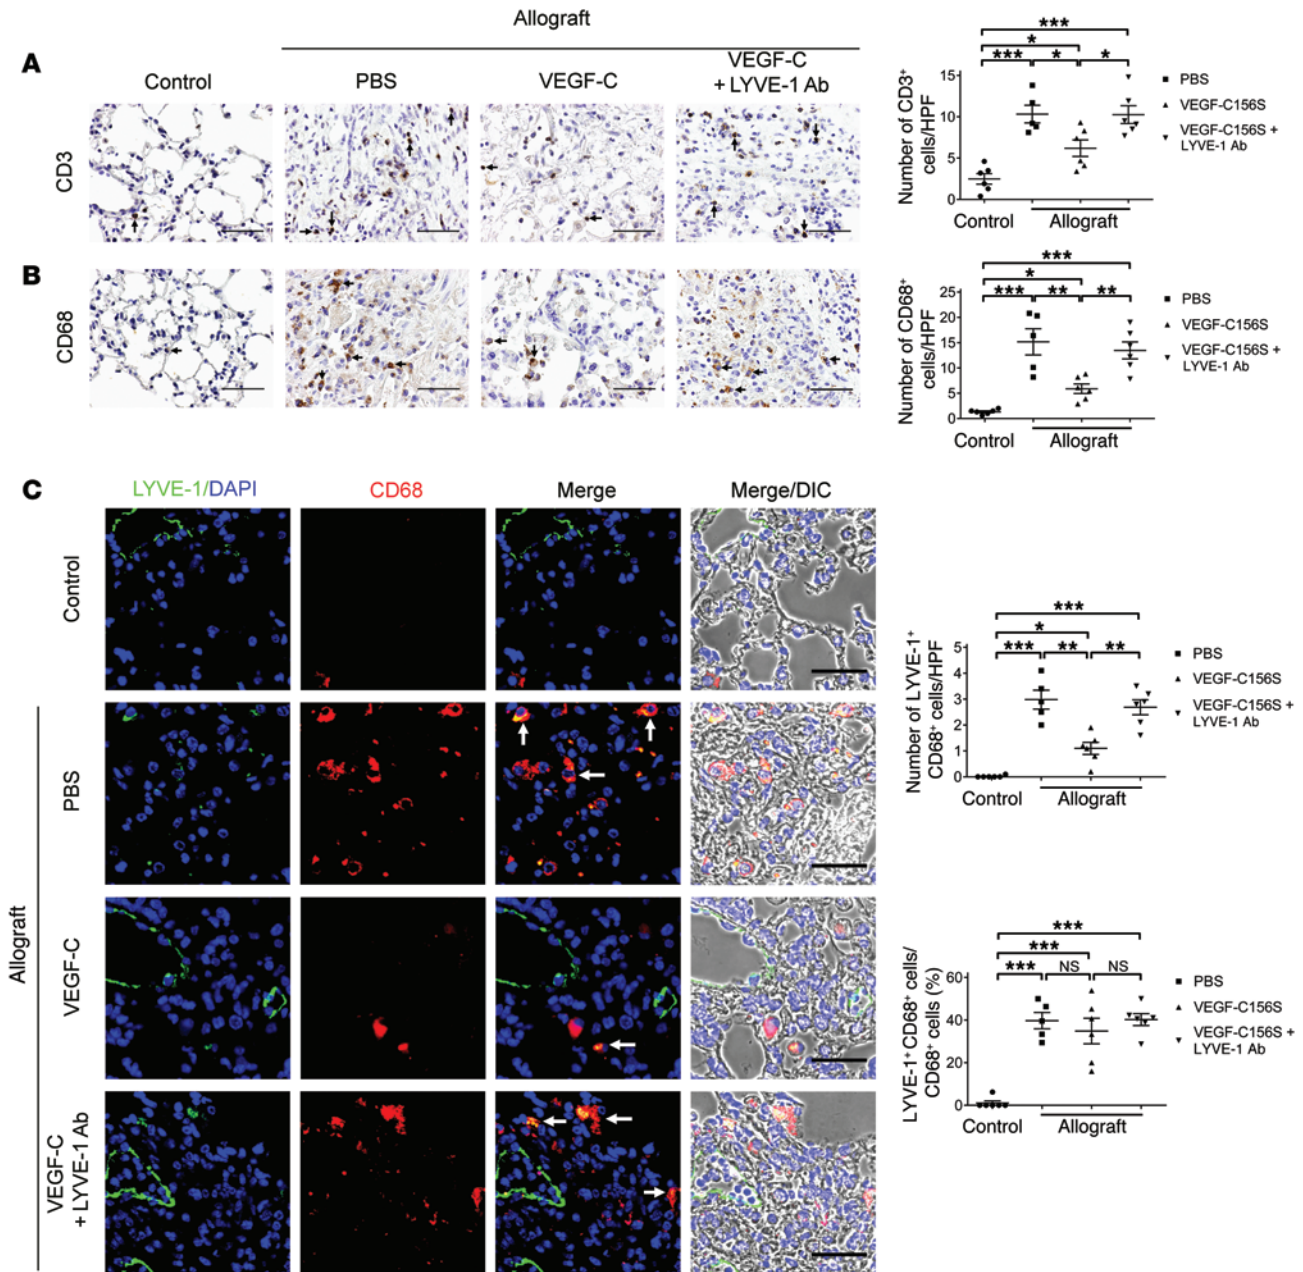 Allograft
A
Control
PBS
VEGF-C
VEGF-C
+ LYVE-1 Ab
CD3
Number of CD3⁺
cells/HPF
15
10
5
0
***
*
***
*
*
Control
Allograft
PBS
VEGF-C156S
VEGF-C156S +
LYVE-1 Ab
B
CD68
Number of CD68⁺
cells/HPF
25
20
15
10
5
0
***
*
***
**
**
Control
Allograft
PBS
VEGF-C156S
VEGF-C156S +
LYVE-1 Ab
C
LYVE-1/DAPI
CD68
Merge
Merge/DIC
Control
Allograft
PBS
VEGF-C
VEGF-C
+ LYVE-1 Ab
Number of LYVE-1⁺
CD68⁺ cells/HPF
5
4
3
2
1
0
***
*
***
**
**
Control
Allograft
PBS
VEGF-C156S
VEGF-C156S +
LYVE-1 Ab
LYVE-1⁺CD68⁺ cells/
CD68⁺ cells (%)
60
40
20
0
***
***
***
NS
NS
Control
Allograft
PBS
VEGF-C156S
VEGF-C156S +
LYVE-1 Ab